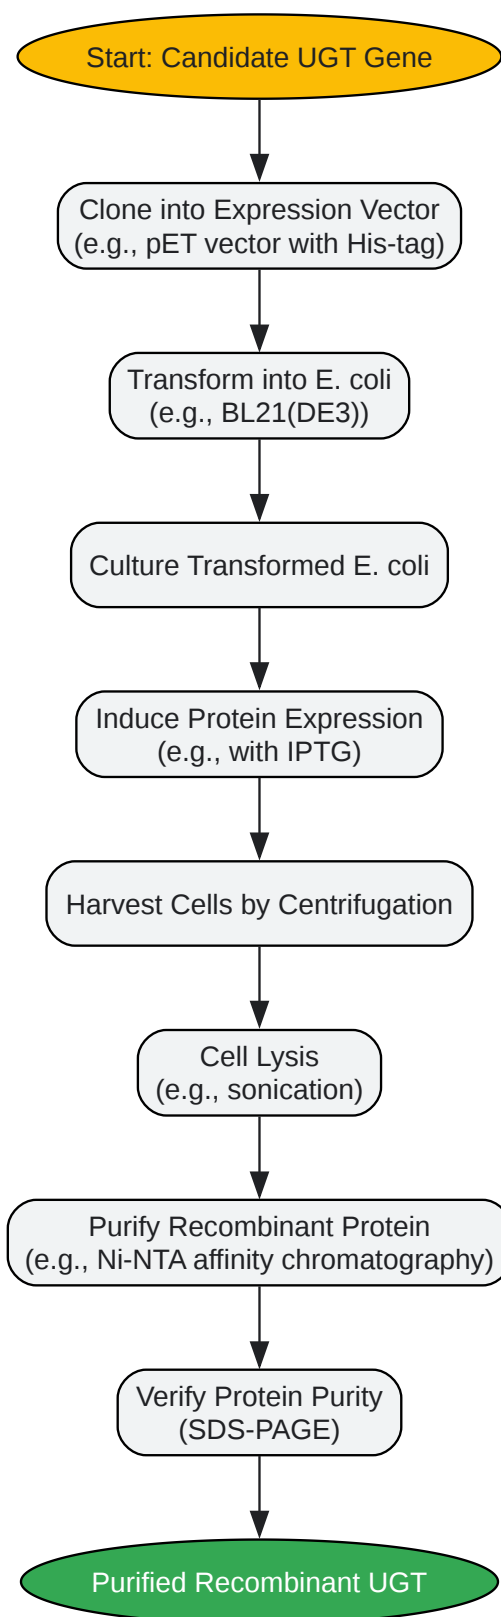 Start: Candidate UGT Gene
Clone into Expression Vector
(e.g., pET vector with His-tag)
Transform into E. coli
(e.g., BL21(DE3))
Culture Transformed E. coli
Induce Protein Expression
(e.g., with IPTG)
Harvest Cells by Centrifugation
Cell Lysis
(e.g., sonication)
Purify Recombinant Protein
(e.g., Ni-NTA affinity chromatography)
Verify Protein Purity
(SDS-PAGE)
Purified Recombinant UGT